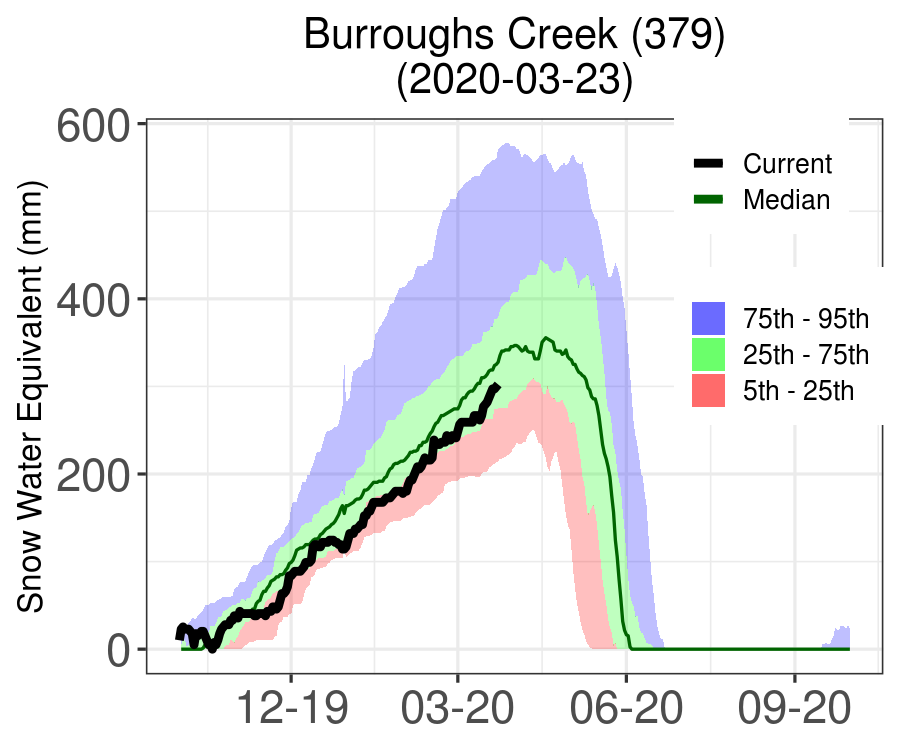 Burroughs Creek (379)
(2020-03-23)
Snow Water Equivalent (mm)
600
400
200
0
12-19
03-20
06-20
09-20
Current
Median
75th - 95th
25th - 75th
5th - 25th